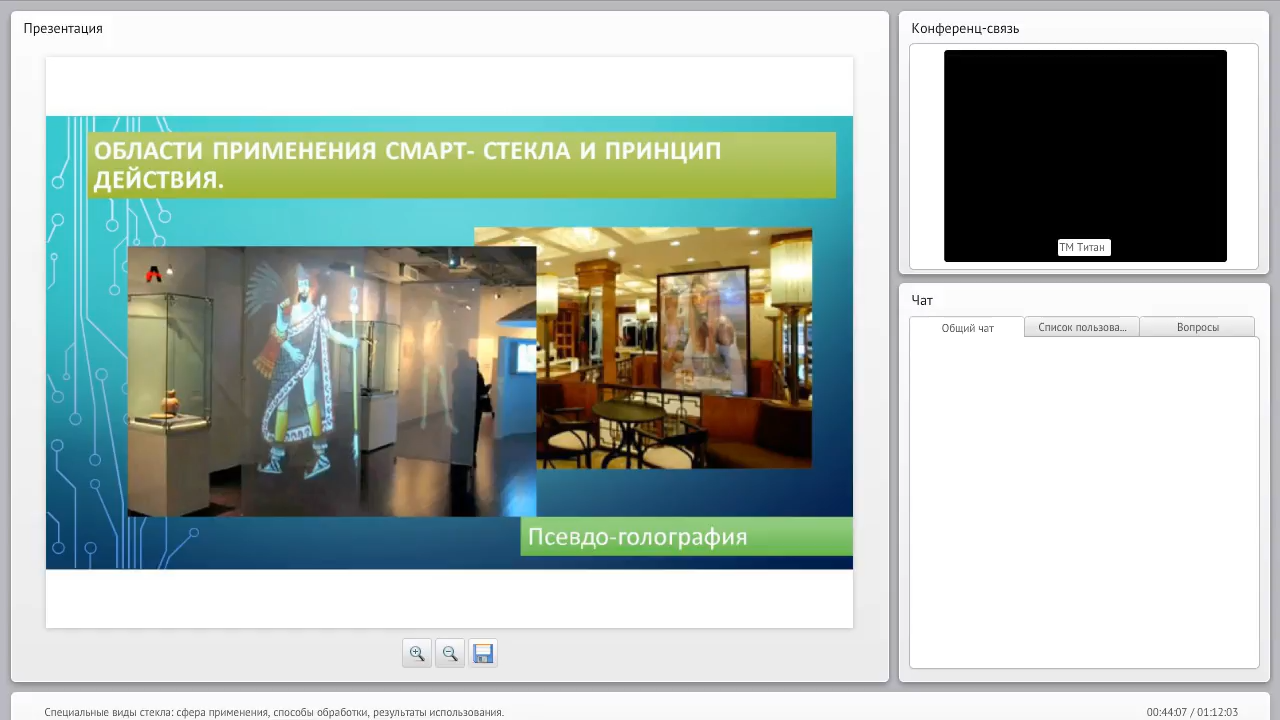 Презентация
ОБЛАСТИ ПРИМЕНЕНИЯ СМАРТ- СТЕКЛА И ПРИНЦИП
ДЕЙСТВИЯ.
Псевдо-голография
Конференц-связь
ТМ Титан
Чат
Общий чат
Список пользова...
Вопросы
Специальные виды стекла: сфера применения, способы обработки, результаты использования.
00:44:07 / 01:12:03